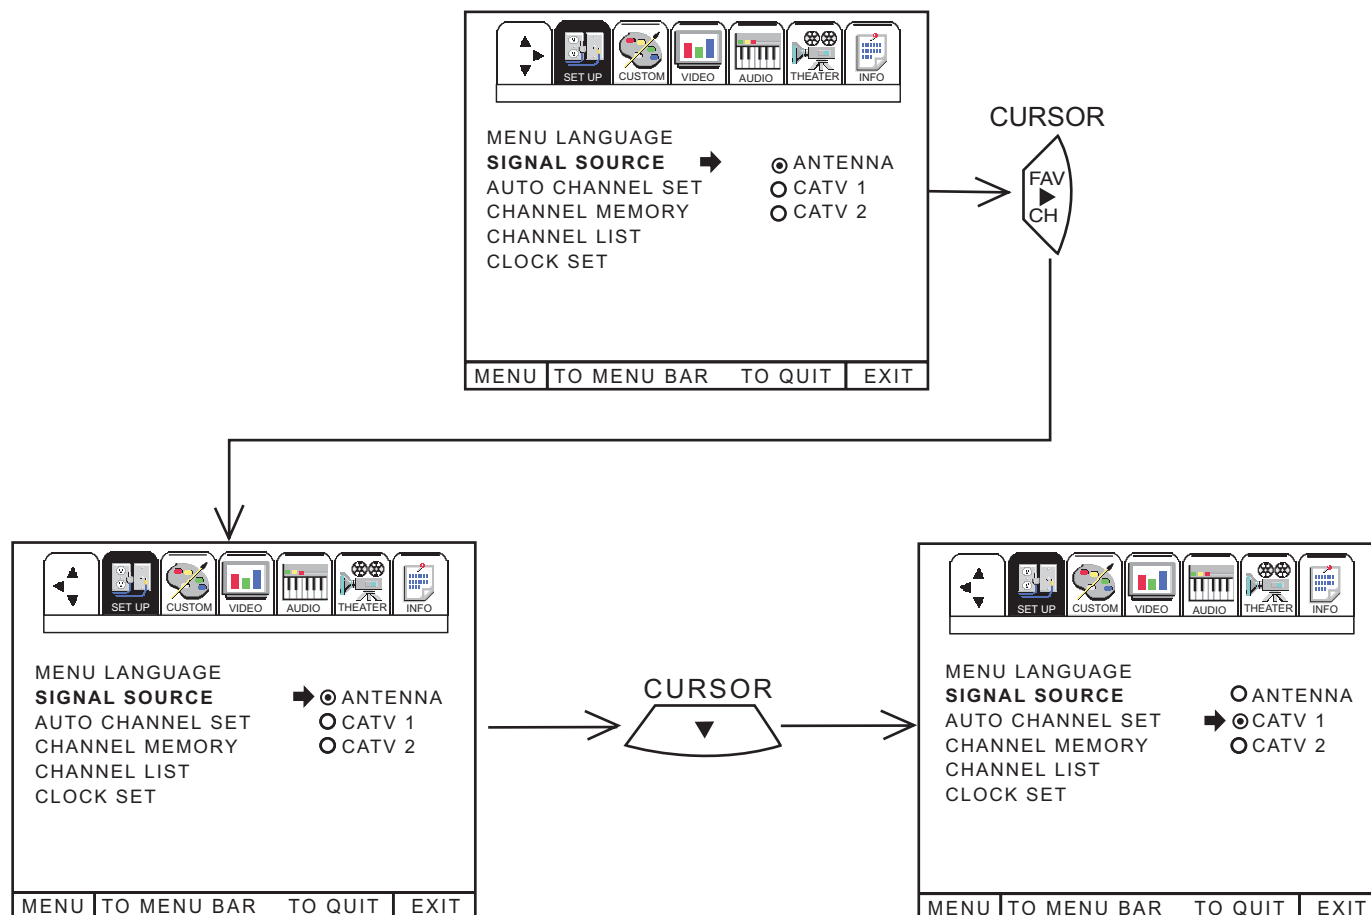 SET UP CUSTOM VIDEO AUDIO THEATER INFO
MENU LANGUAGE
SIGNAL SOURCE ANTENNA
AUTO CHANNEL SET CATV 1
CHANNEL MEMORY CATV 2
CHANNEL LIST
CLOCK SET
MENU TO MENU BAR TO QUIT EXIT
CURSOR
FAV
CH
SET UP CUSTOM VIDEO AUDIO THEATER INFO
MENU LANGUAGE
SIGNAL SOURCE ANTENNA
AUTO CHANNEL SET CATV 1
CHANNEL MEMORY CATV 2
CHANNEL LIST
CLOCK SET
MENU TO MENU BAR TO QUIT EXIT
CURSOR
SET UP CUSTOM VIDEO AUDIO THEATER INFO
MENU LANGUAGE
SIGNAL SOURCE ANTENNA
AUTO CHANNEL SET CATV 1
CHANNEL MEMORY CATV 2
CHANNEL LIST
CLOCK SET
MENU TO MENU BAR TO QUIT EXIT